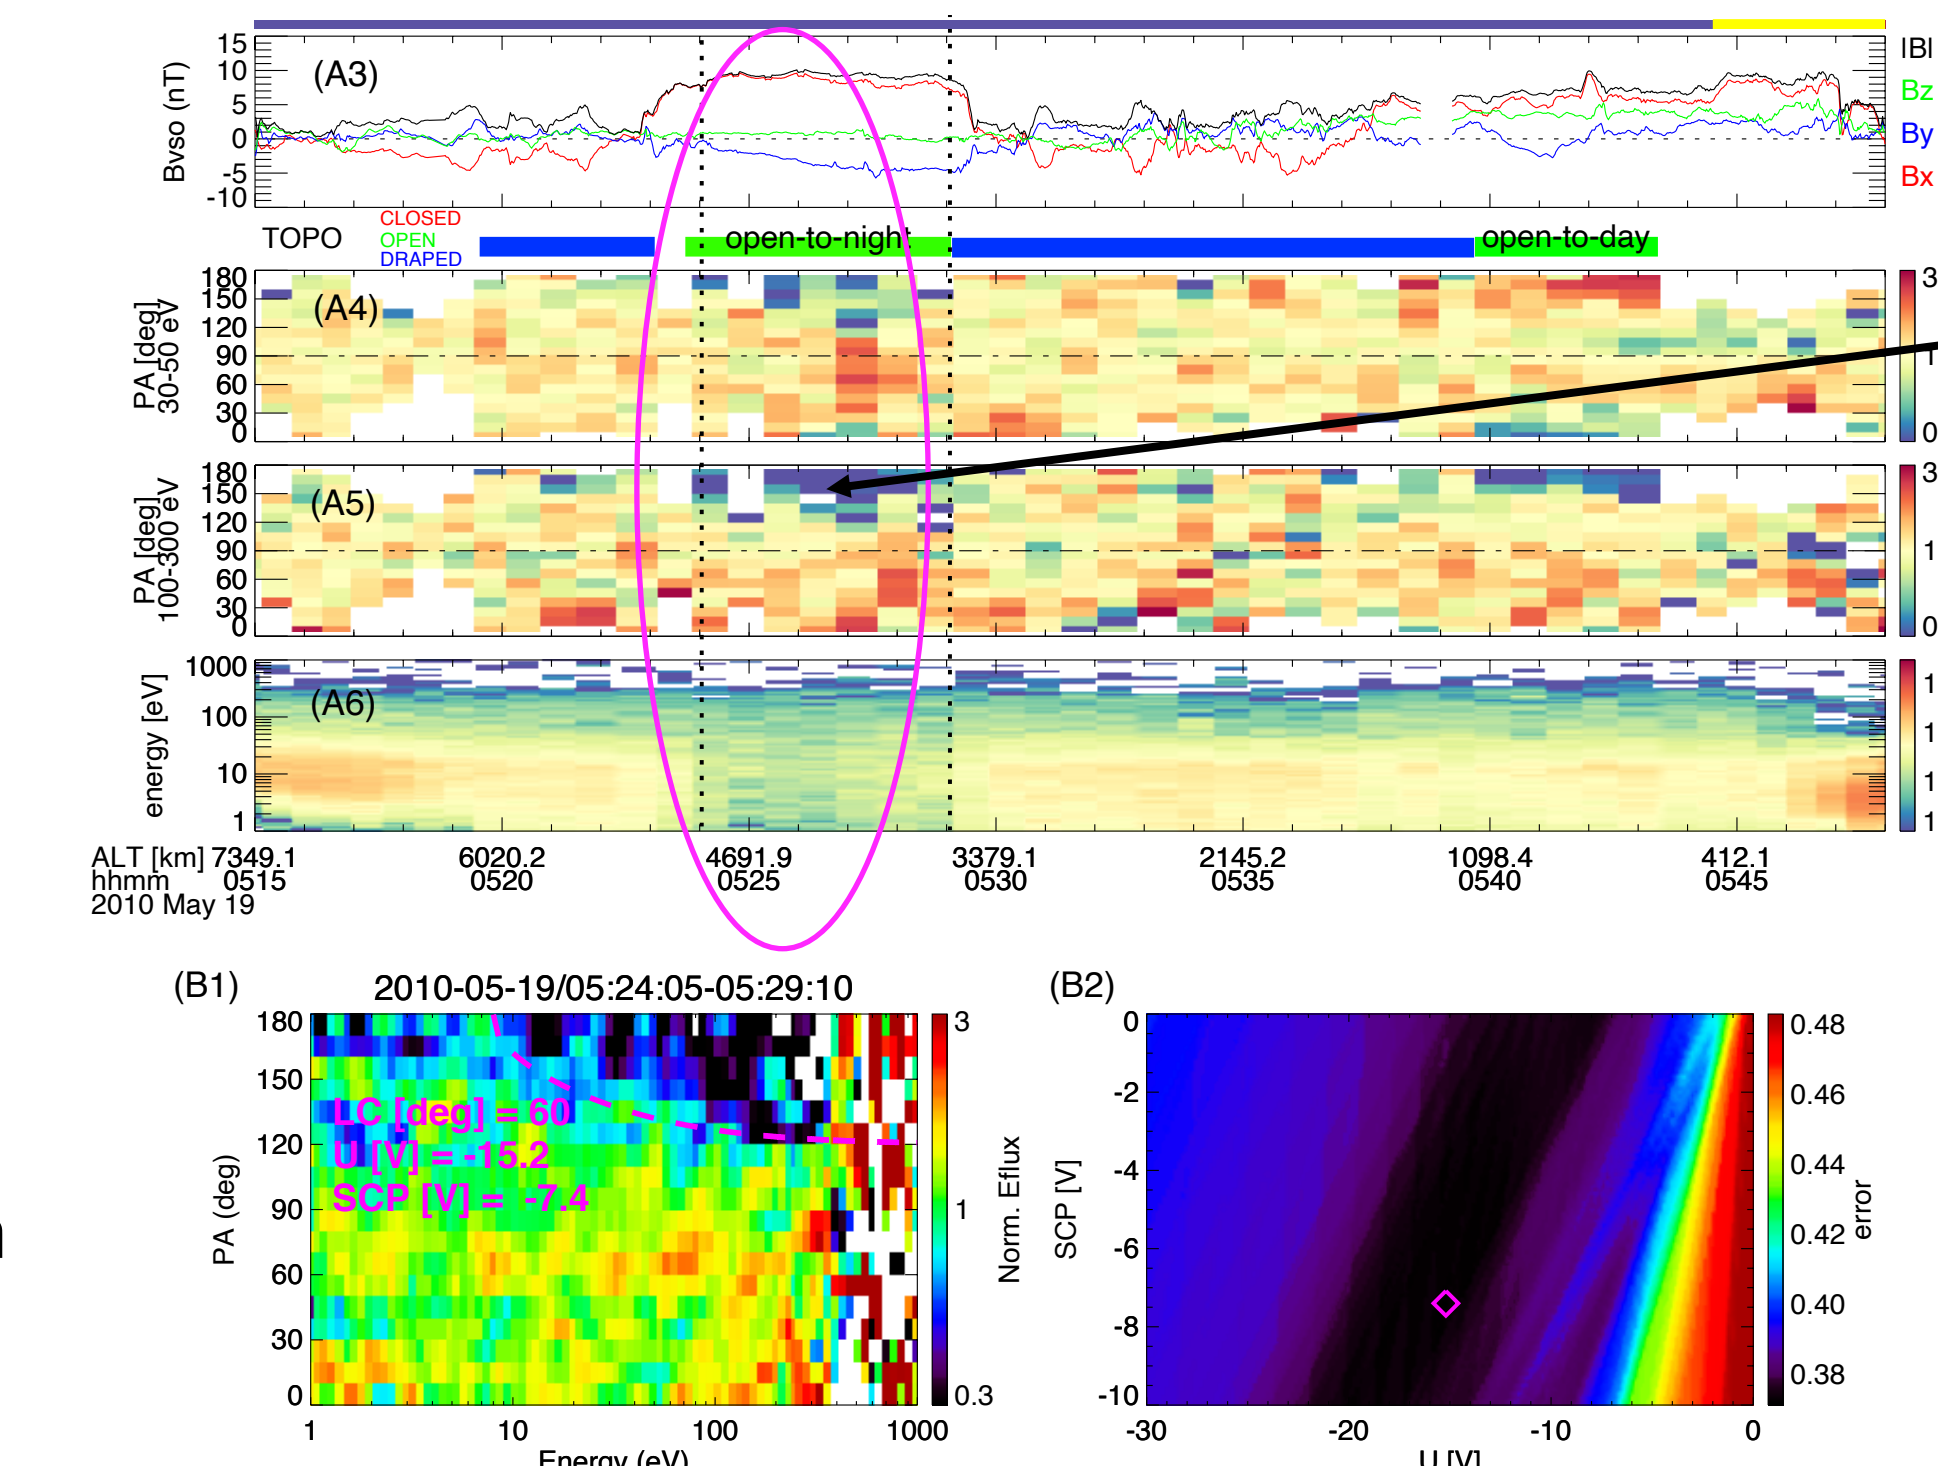 15
10
5
0
-5
-10
Bvso (nT)
(A3)
|B|
Bz
By
Bx
TOPO
CLOSED
OPEN
DRAPED
open-to-night
open-to-day
180
150
120
90
60
30
0
PA [deg]
30-50 eV
(A4)
3
1
0
180
150
120
90
60
30
0
PA [deg]
100-300 eV
(A5)
3
1
0
1000
100
10
1
energy [eV]
(A6)
1
1
1
1
ALT [km] 7349.1 6020.2 4691.9 3379.1 2145.2 1098.4 412.1
hhmm 0515 0520 0525 0530 0535 0540 0545
2010 May 19
(B1)
2010-05-19/05:24:05-05:29:10
180
150
120
90
60
30
0
PA (deg)
LC [deg] = 60
U [V] = -15.2
SCP [V] = -7.4
1 10 100 1000
Energy (eV)
3
1
0.3
Norm. Eflux
(B2)
0
-2
-4
-6
-8
-10
SCP [V]
-30 -20 -10 0
U [V]
0.48
0.46
0.44
0.42
0.40
0.38
error